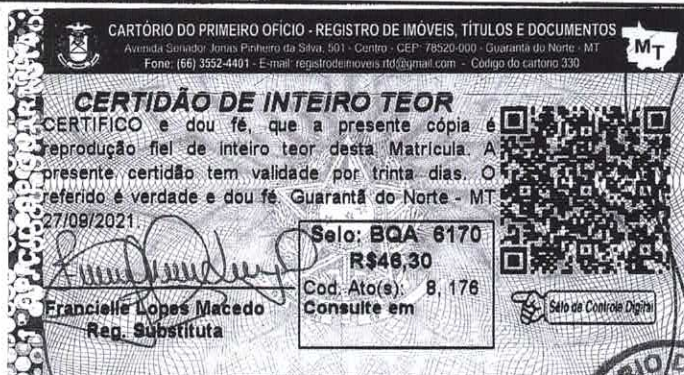 CARTÓRIO DO PRIMEIRO OFÍCIO - REGISTRO DE IMÓVEIS, TÍTULOS E DOCUMENTOS
Avenida Senador Jonas Pinheiro da Silva, 501 - Centro - CEP: 78520-000 - Guarantã do Norte - MT
Fone: (66) 3552-4401 - E-mail: registrodeimoveis.rtd@gmail.com - Código do cartório 330
MT
CERTIDÃO DE INTEIRO TEOR
CERTIFICO e dou fé, que a presente cópia é
reprodução fiel de inteiro teor desta Matrícula. A
presente certidão tem validade por trinta dias. O
referido é verdade e dou fé. Guarantã do Norte - MT
27/09/2021.
Francielle Lopes Macedo
Reg. Substituta
Selo: BQA 6170
R$46,30
Cod. Ato(s): 8, 176
Consulte em
Selo de Controle Digital